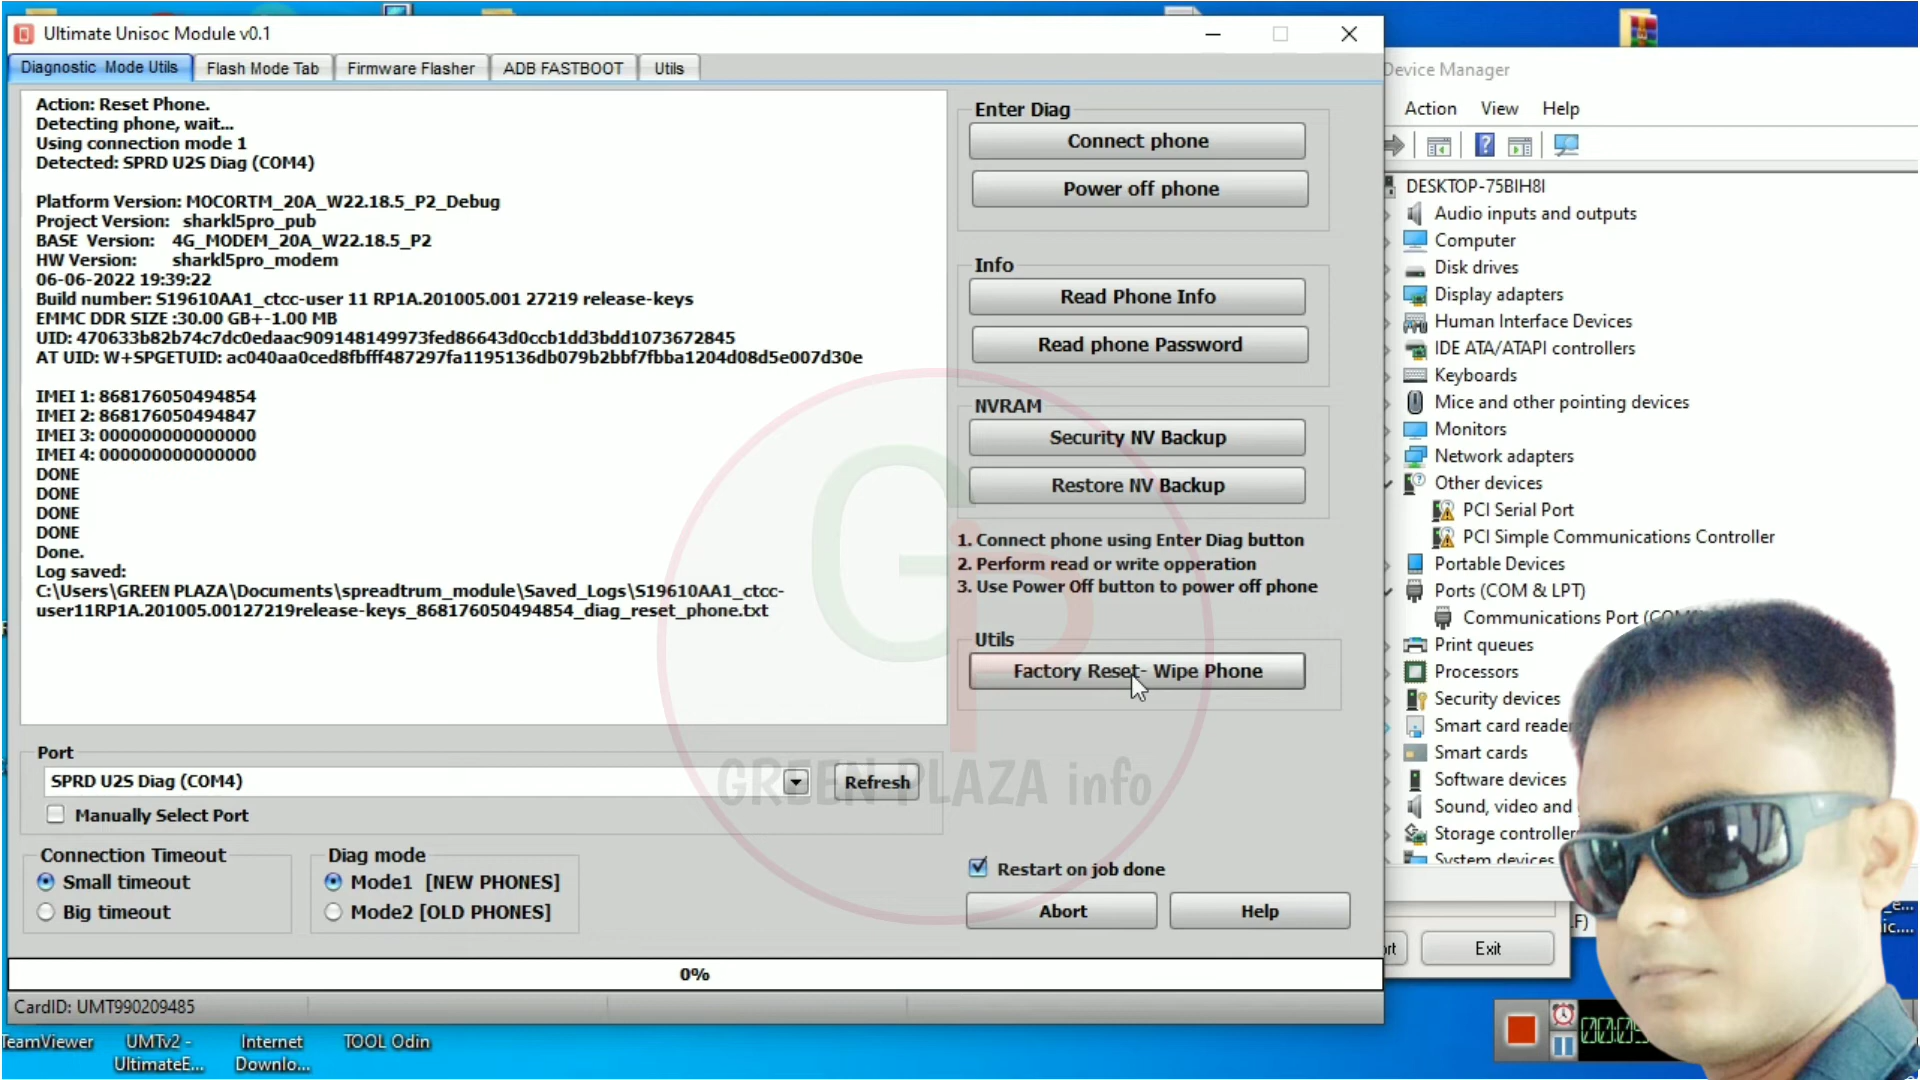 Ultimate Unisoc Module v0.1
Diagnostic Mode Utils
Flash Mode Tab
Firmware Flasher
ADB FASTBOOT
Utils
Action: Reset Phone.
Detecting phone, wait...
Using connection mode 1
Detected: SPRD U2S Diag (COM4)
Platform Version: MOCORTM_20A_W22.18.5_P2_Debug
Project Version: sharkl5pro_pub
BASE Version: 4G_MODEM_20A_W22.18.5_P2
HW Version: sharkl5pro_modem
06-06-2022 19:39:22
Build number: S19610AA1_ctcc-user 11 RP1A.201005.001 27219 release-keys
EMMC DDR SIZE :30.00 GB+-1.00 MB
UID: 470633b82b74c7dc0edaac909148149973fed86643d0ccb1dd3bdd1073672845
AT UID: W+SPGETUID: ac040aa0ced8fbfff487297fa1195136db079b2bbf7fbba1204d08d5e007d30e
IMEI 1: 868176050494854
IMEI 2: 868176050494847
IMEI 3: 000000000000000
IMEI 4: 000000000000000
DONE
DONE
DONE
DONE
Done.
Log saved:
C:\Users\GREEN PLAZA\Documents\spreadtrum_module\Saved_Logs\S19610AA1_ctcc-
user11RP1A.201005.00127219release-keys_868176050494854_diag_reset_phone.txt
Enter Diag
Connect phone
Power off phone
Info
Read Phone Info
Read phone Password
NVRAM
Security NV Backup
Restore NV Backup
1. Connect phone using Enter Diag button
2. Perform read or write opperation
3. Use Power Off button to power off phone
Utils
Factory Reset- Wipe Phone
GP
GREEN PLAZA info
Port
SPRD U2S Diag (COM4)
Refresh
Manually Select Port
Connection Timeout
Small timeout
Big timeout
Diag mode
Mode1 [NEW PHONES]
Mode2 [OLD PHONES]
Restart on job done
Abort
Help
0%
CardID: UMT990209485
Device Manager
Action
View
Help
DESKTOP-75BIH8I
Audio inputs and outputs
Computer
Disk drives
Display adapters
Human Interface Devices
IDE ATA/ATAPI controllers
Keyboards
Mice and other pointing devices
Monitors
Network adapters
Other devices
PCI Serial Port
PCI Simple Communications Controller
Portable Devices
Ports (COM & LPT)
Communications Port
Print queues
Processors
Security devices
Smart card reader
Smart cards
Software devices
Sound, video and
Storage controllers
System devices
Exit
TeamViewer
UMTv2 -
UltimateE...
Internet
Downlo...
TOOL Odin